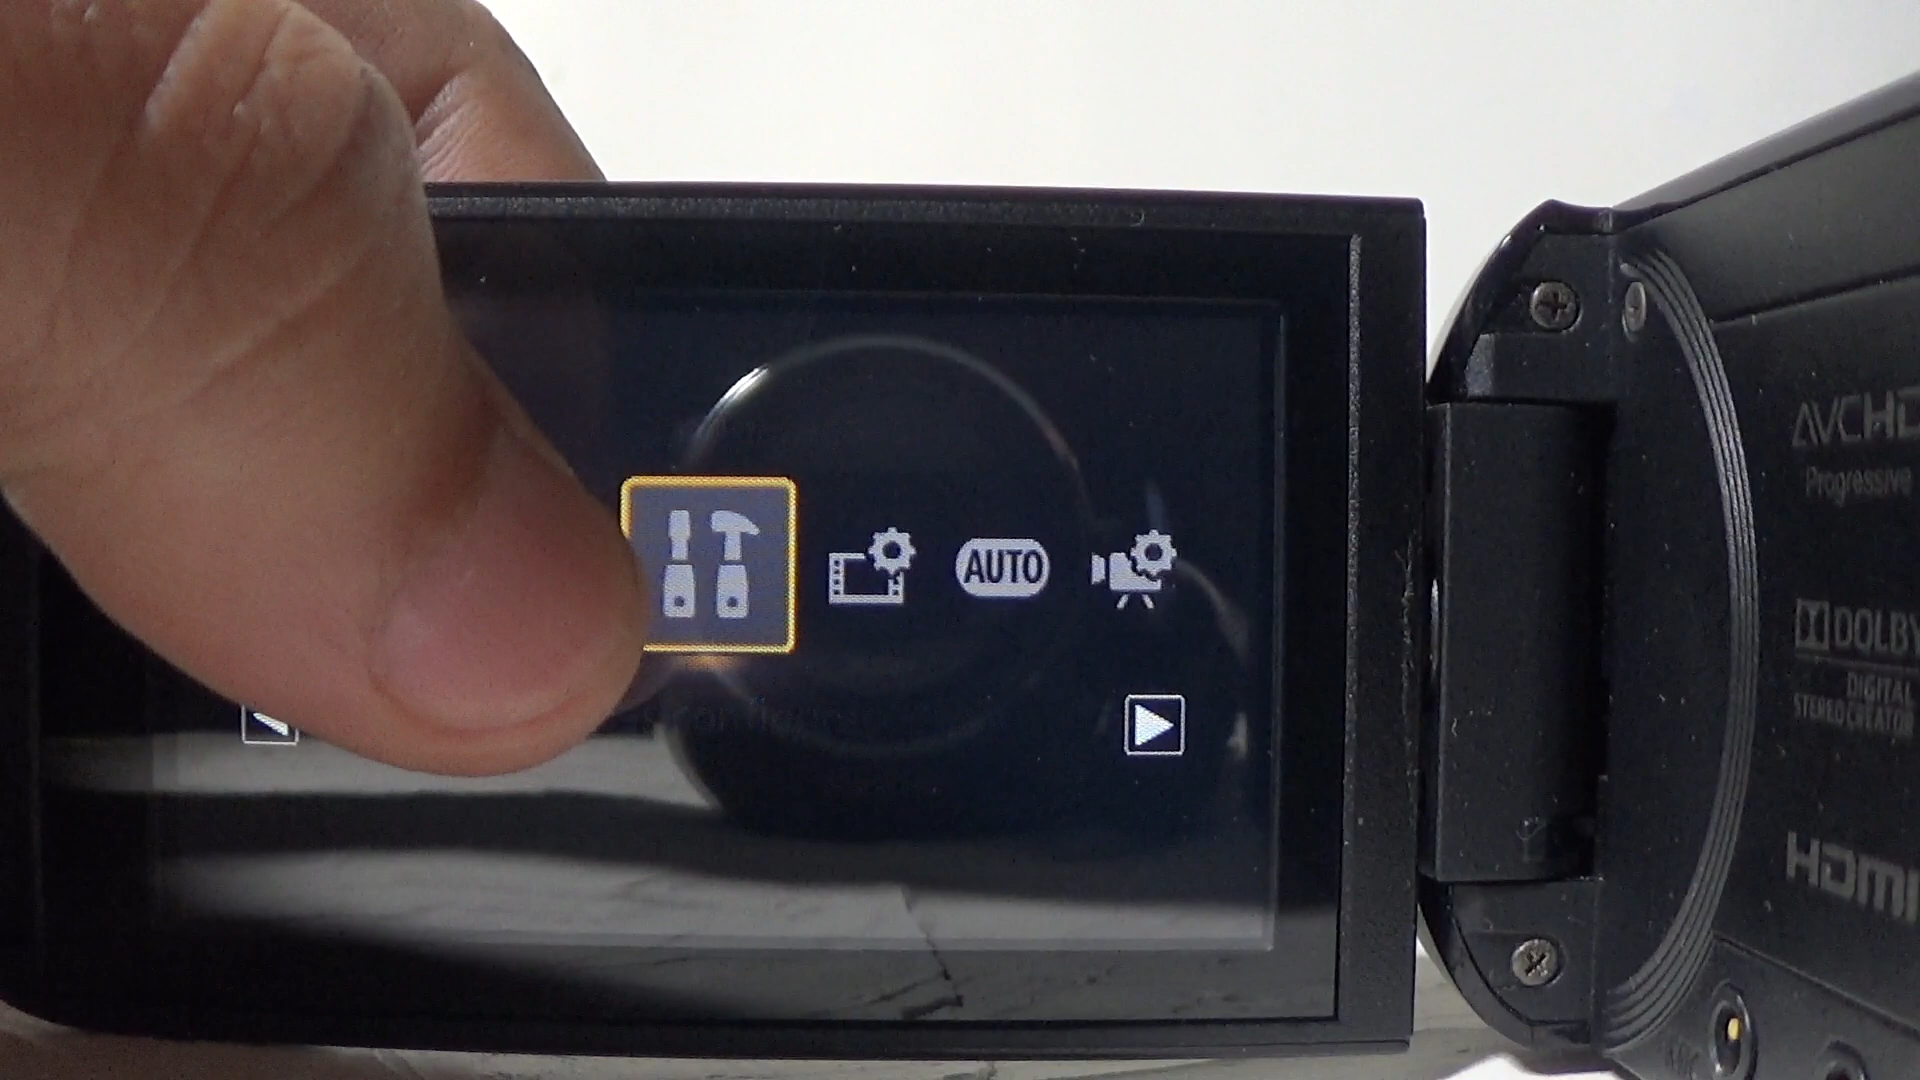 AUTO
AVCHD
Progressive
DOLBY
DIGITAL
STEREO CREATOR
HDMI